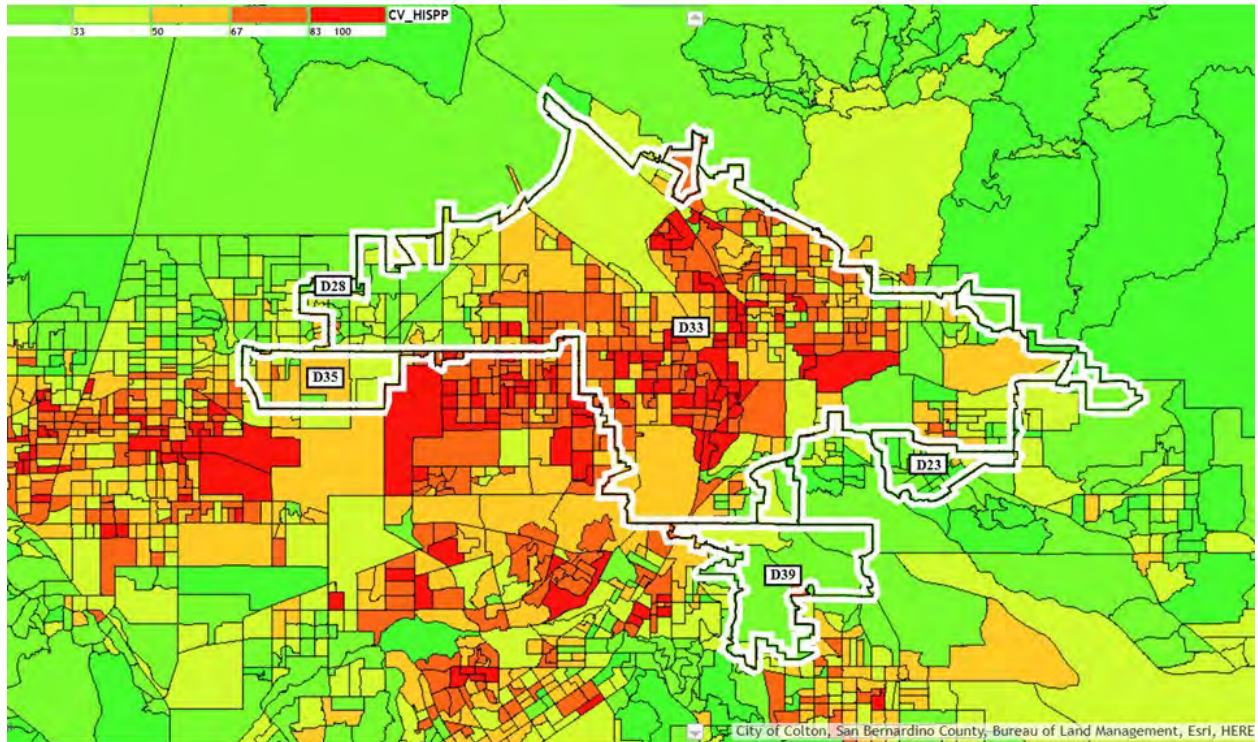 CV_HISPP
33 50 67 83 100
D28
D33
D35
D23
D39
City of Colton, San Bernardino County, Bureau of Land Management, Esri, HERE